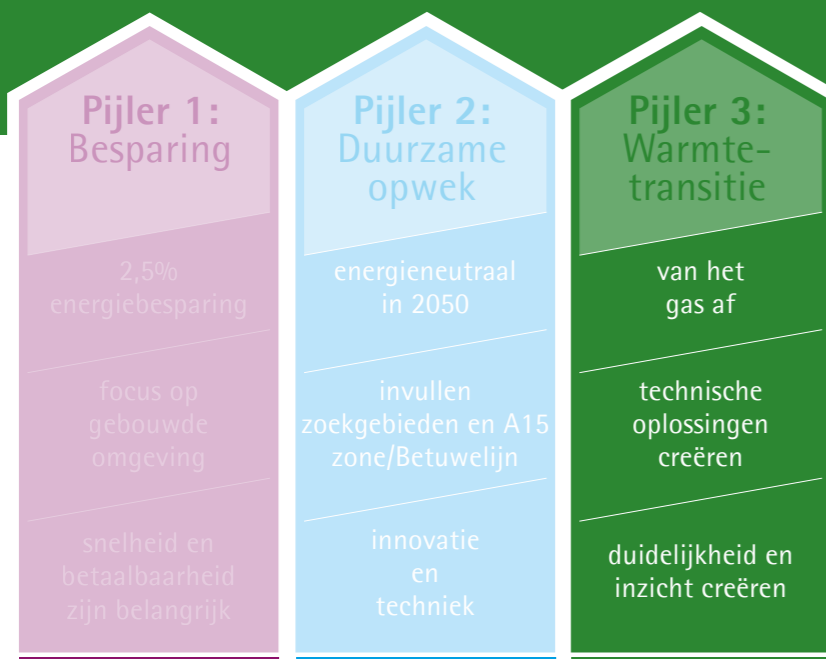 Pijler 1:
Besparing
2,5%
energiebesparing
focus op
gebouwde
omgeving
snelheid en
betaalbaarheid
zijn belangrijk
Pijler 2:
Duurzame
opwek
energieneutraal
in 2050
invullen
zoekgebieden en A15
zone/Betuwelijn
innovatie
en
techniek
Pijler 3:
Warmte-
transitie
van het
gas af
technische
oplossingen
creëren
duidelijkheid en
inzicht creëren